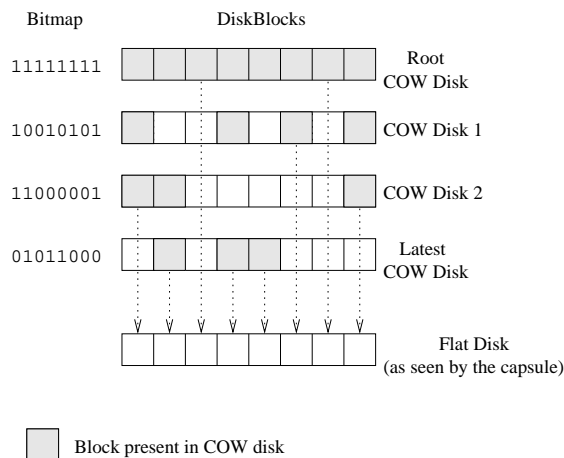 Bitmap DiskBlocks
11111111 Root
COW Disk
10010101 COW Disk 1
11000001 COW Disk 2
01011000 Latest
COW Disk
Flat Disk
(as seen by the capsule)
Block present in COW disk